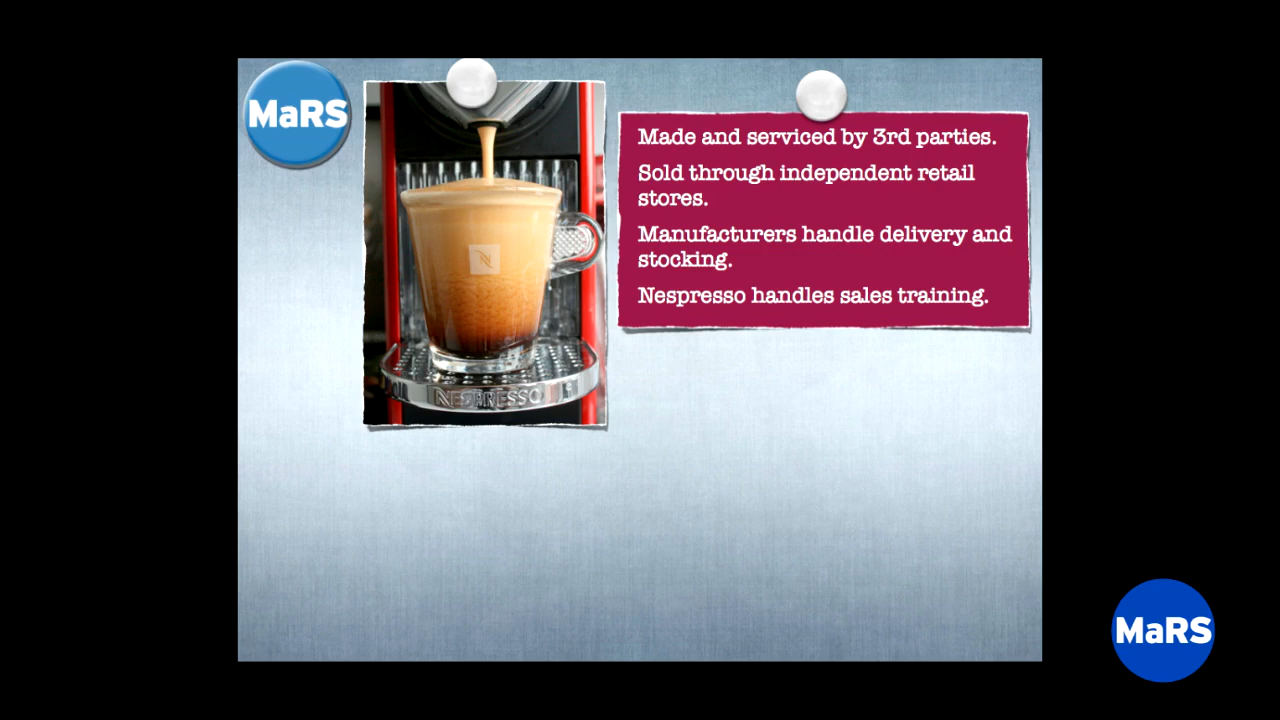 MaRS
Made and serviced by 3rd parties.
Sold through independent retail
stores.
Manufacturers handle delivery and
stocking.
Nespresso handles sales training.
NESPRESSO
MaRS